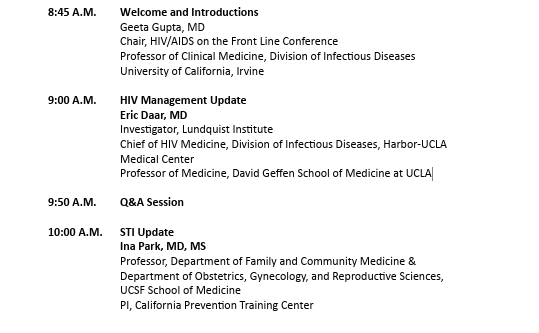 8:45 A.M. Welcome and Introductions
Geeta Gupta, MD
Chair, HIV/AIDS on the Front Line Conference
Professor of Clinical Medicine, Division of Infectious Diseases
University of California, Irvine
9:00 A.M. HIV Management Update
Eric Daar, MD
Investigator, Lundquist Institute
Chief of HIV Medicine, Division of Infectious Diseases, Harbor-UCLA
Medical Center
Professor of Medicine, David Geffen School of Medicine at UCLA
9:50 A.M. Q&A Session
10:00 A.M. STI Update
Ina Park, MD, MS
Professor, Department of Family and Community Medicine &
Department of Obstetrics, Gynecology, and Reproductive Sciences,
UCSF School of Medicine
PI, California Prevention Training Center